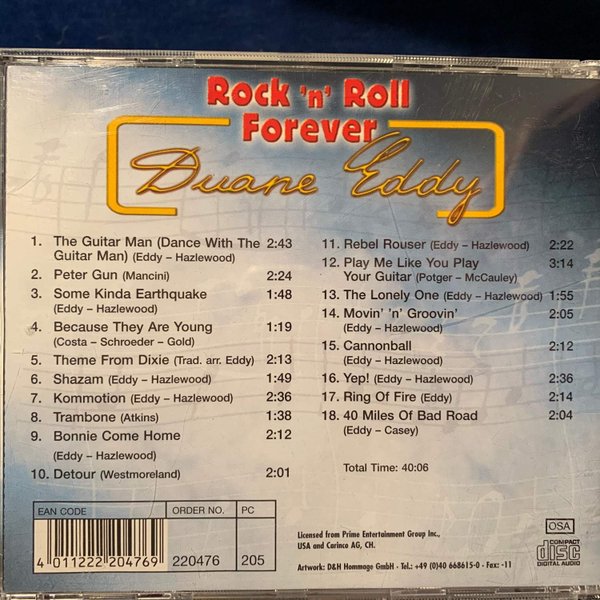 Rock 'n' Roll
Forever
Duane Eddy
1. The Guitar Man (Dance With The 2:43
Guitar Man) (Eddy – Hazlewood)
2. Peter Gun (Mancini) 2:24
3. Some Kinda Earthquake 1:48
(Eddy – Hazlewood)
4. Because They Are Young 1:19
(Costa – Schroeder – Gold)
5. Theme From Dixie (Trad. arr. Eddy) 2:13
6. Shazam (Eddy – Hazlewood) 1:49
7. Kommotion (Eddy – Hazlewood) 2:36
8. Trambone (Atkins) 1:38
9. Bonnie Come Home 2:12
(Eddy – Hazlewood)
10. Detour (Westmoreland) 2:01
11. Rebel Rouser (Eddy – Hazlewood) 2:22
12. Play Me Like You Play 3:14
Your Guitar (Potger – McCauley)
13. The Lonely One (Eddy – Hazlewood) 1:55
14. Movin' 'n' Groovin' 2:05
(Eddy – Hazlewood)
15. Cannonball 2:12
(Eddy – Hazlewood)
16. Yep! (Eddy – Hazlewood) 2:36
17. Ring Of Fire (Eddy) 2:14
18. 40 Miles Of Bad Road 2:04
(Eddy – Casey)
Total Time: 40:06
EAN CODE ORDER NO. PC
4 011222 204769 220476 205
Licensed from Prime Entertainment Group Inc.,
USA and Carinco AG, CH.
Artwork: D&H Hommage GmbH - Tel.: +49 (0)40 668615-0 - Fax: -11
OSA
COMPACT
disc
DIGITAL AUDIO